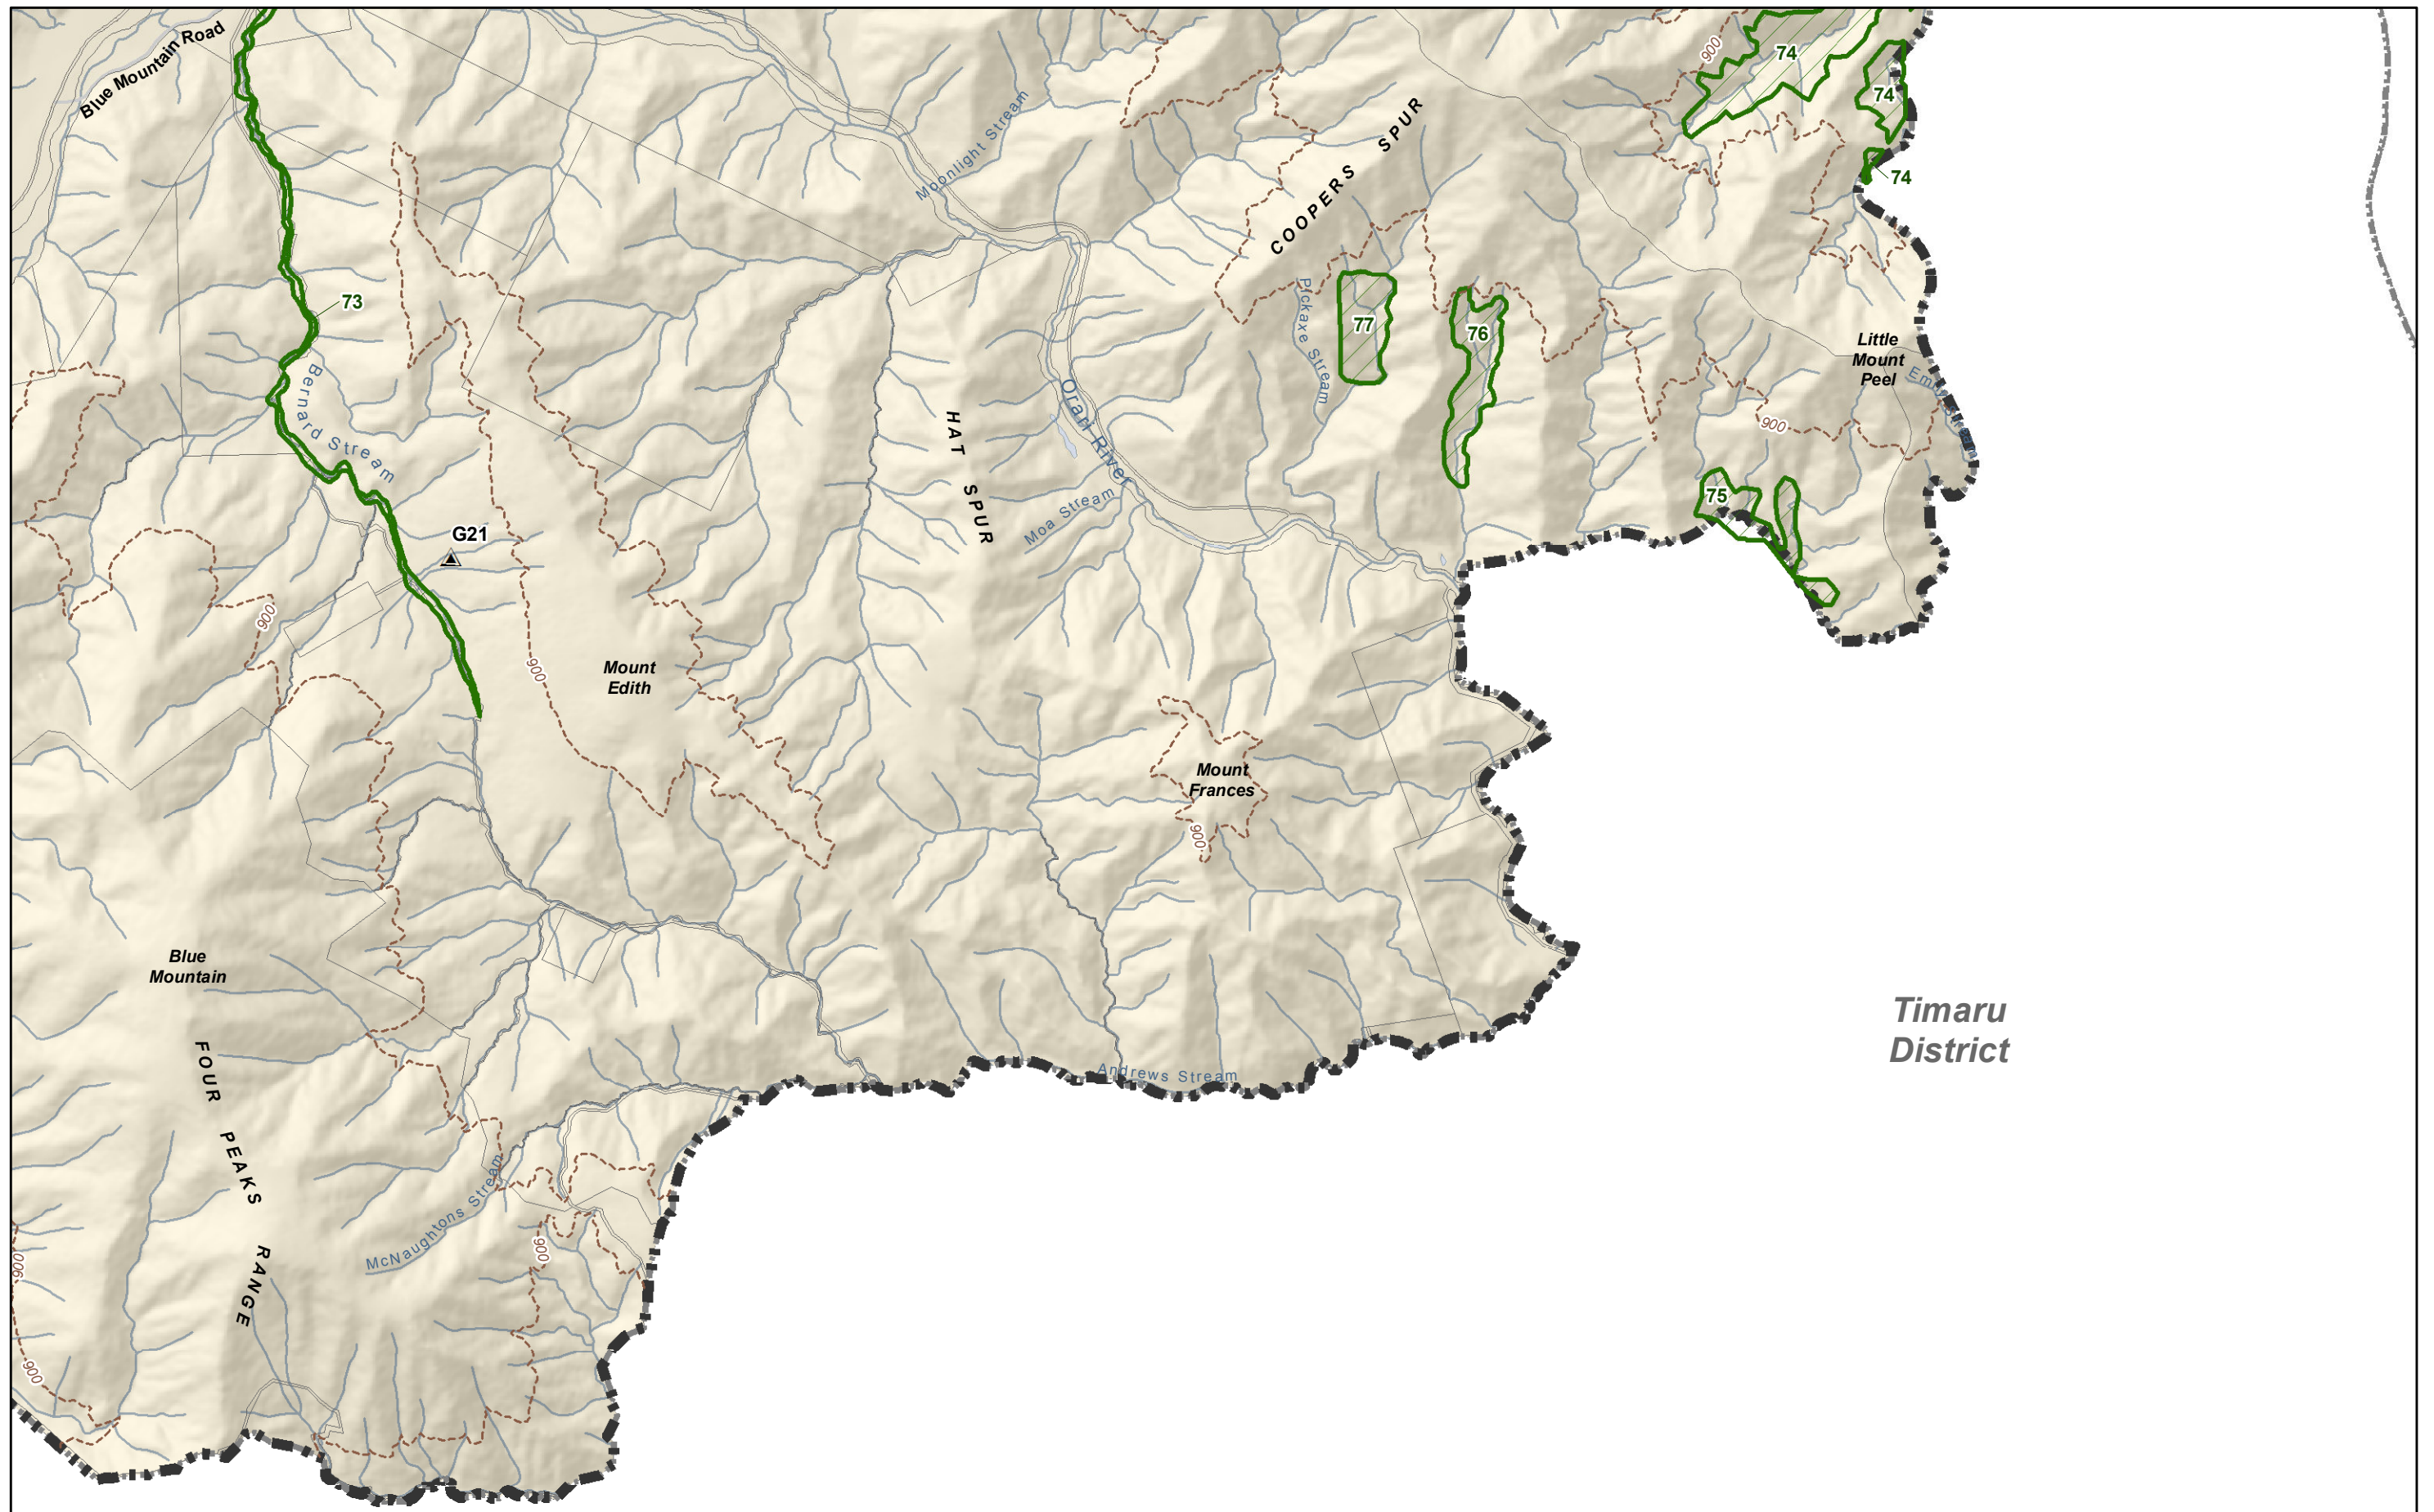 Blue Mountain Road
900
74
74
74
Moonlight Stream
COOPERS SPUR
73
Pickaxe Stream
77
76
Little
Mount
Peel
Emily Stream
Bernard Stream
Orari River
HAT SPUR
900
75
Moa Stream
G21
900
900
Mount
Edith
Mount
Frances
900
Blue
Mountain
Timaru
District
FOUR PEAKS RANGE
Andrews Stream
McNaughtons Stream
900
900
900